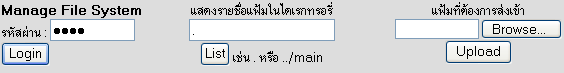 Manage File System
รหัสผ่าน : ●●●●
Login
แสดงรายชื่อแฟ้มในไดเรกทอรี่
.
List เช่น . หรือ ../main
แฟ้มที่ต้องการส่งเข้า
Browse...
Upload